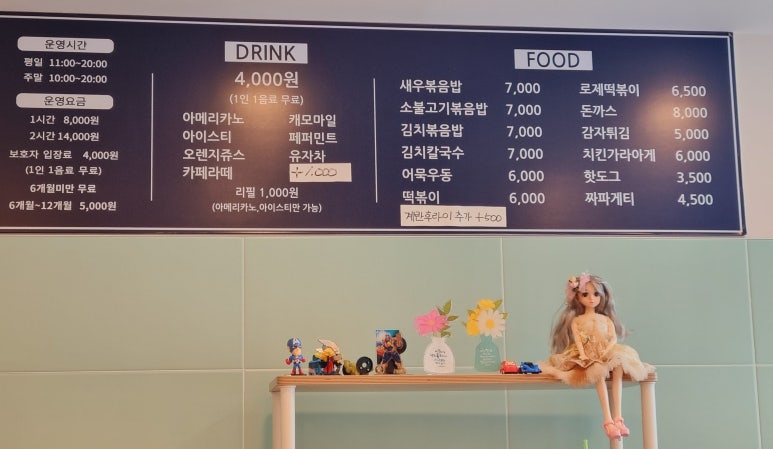 운영시간
평일 11:00~20:00
주말 10:00~20:00
운영요금
1시간 8,000원
2시간 14,000원
보호자 입장료 4,000원
(1인 1음료 무료)
6개월미만 무료
6개월~12개월 5,000원
DRINK
4,000원
(1인 1음료 무료)
아메리카노 캐모마일
아이스티 페퍼민트
오렌지쥬스 유자차
카페라떼 +1,000
리필 1,000원
(아메리카노,아이스티만 가능)
FOOD
새우볶음밥 7,000
소불고기볶음밥 7,000
김치볶음밥 7,000
김치칼국수 7,000
어묵우동 6,000
떡볶이 6,000
계란후라이 추가 +500
로제떡볶이 6,500
돈까스 8,000
감자튀김 5,000
치킨가라아게 6,000
핫도그 3,500
짜파게티 4,500